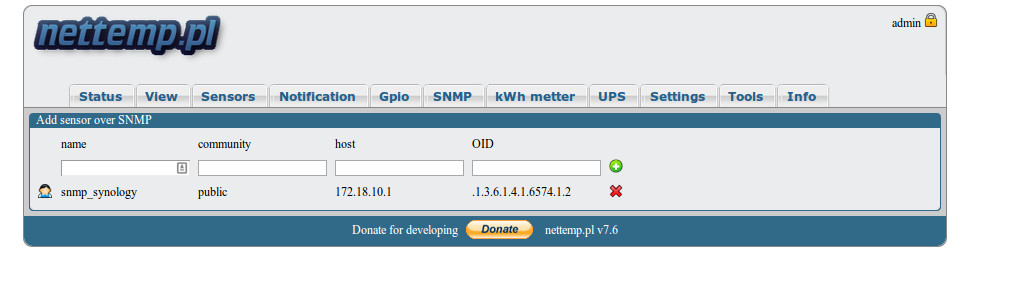 nettemp.pl
admin
Status View Sensors Notification Gpio SNMP kWh metter UPS Settings Tools Info
Add sensor over SNMP
name community host OID
snmp_synology public 172.18.10.1 .1.3.6.1.4.1.6574.1.2
Donate for developing Donate nettemp.pl v7.6